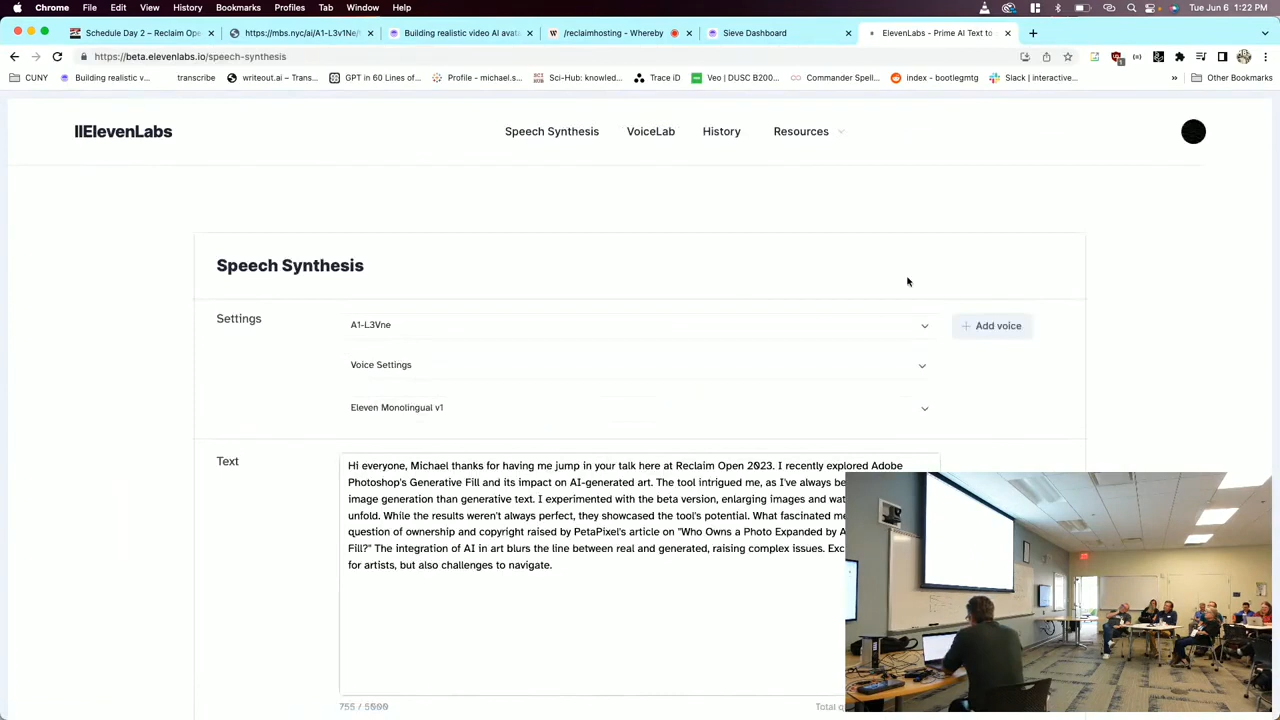 Chrome File Edit View History Bookmarks Profiles Tab Window Help
Tue Jun 6 1:22 PM
Schedule Day 2 – Reclaim Ope
https://mbs.nyc/ai/A1-L3v1Ne/
Building realistic video AI avata
/reclaimhosting – Whereby
Sieve Dashboard
ElevenLabs - Prime AI Text to
https://beta.elevenlabs.io/speech-synthesis
CUNY
Building realistic v...
transcribe
writeout.ai – Trans...
GPT in 60 Lines of...
Profile - michael.s...
Sci-Hub: knowled...
Trace iD
Veo | DUSC B200...
Commander Spell...
index - bootlegmtg
Slack | interactive...
»
Other Bookmarks
IIElevenLabs
Speech Synthesis
VoiceLab
History
Resources
Speech Synthesis
Settings
A1-L3Vne
+ Add voice
Voice Settings
Eleven Monolingual v1
Text
Hi everyone, Michael thanks for having me jump in your talk here at Reclaim Open 2023. I recently explored Adobe
Photoshop's Generative Fill and its impact on AI-generated art. The tool intrigued me, as I've always be
image generation than generative text. I experimented with the beta version, enlarging images and wat
unfold. While the results weren't always perfect, they showcased the tool's potential. What fascinated me
question of ownership and copyright raised by PetaPixel's article on "Who Owns a Photo Expanded by A
Fill?" The integration of AI in art blurs the line between real and generated, raising complex issues. Exc
for artists, but also challenges to navigate.
755 / 5000
Total q